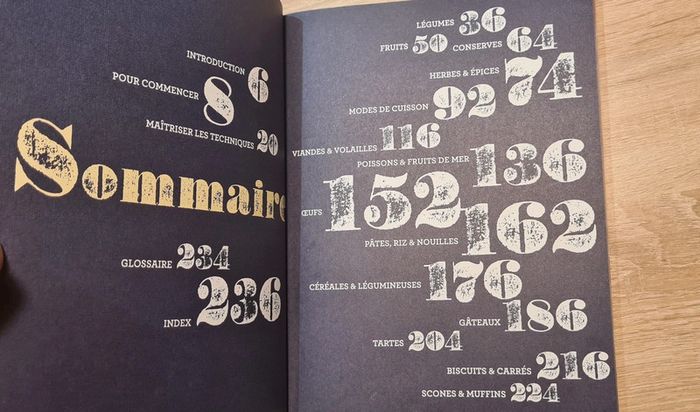 INTRODUCTION 6
POUR COMMENCER 8
MAÎTRISER LES TECHNIQUES 20
Sommaire
GLOSSAIRE 234
INDEX 236
LÉGUMES 36
FRUITS 50 CONSERVES 64
HERBES & ÉPICES 74
MODES DE CUISSON 92
VIANDES & VOLAILLES 116
POISSONS & FRUITS DE MER 136
ŒUFS 152
PÂTES, RIZ & NOUILLES 162
CÉRÉALES & LÉGUMINEUSES 176
GÂTEAUX 186
TARTES 204
BISCUITS & CARRÉS 216
SCONES & MUFFINS 224